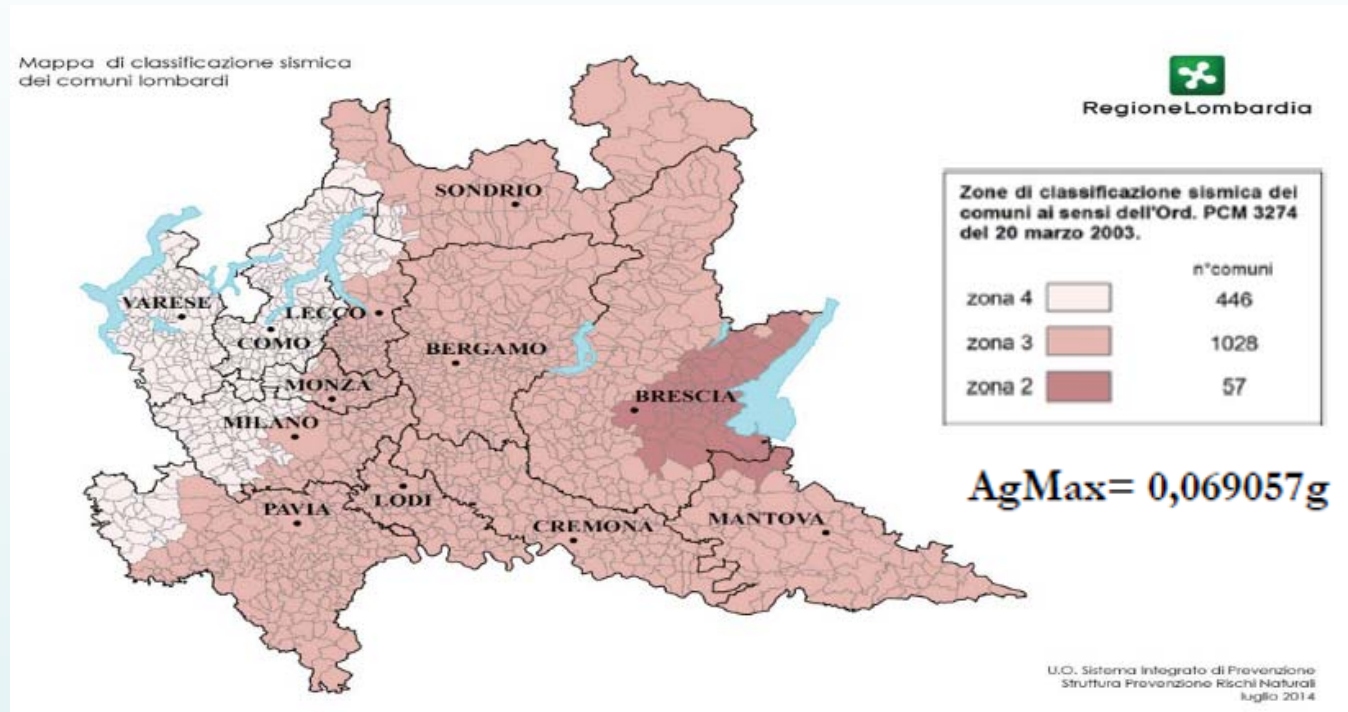 Mappa di classificazione sismica
dei comuni lombardi
RegioneLombardia
Zone di classificazione sismica dei
comuni ai sensi dell'Ord. PCM 3274
del 20 marzo 2003.
n°comuni
zona 4 446
zona 3 1028
zona 2 57
SONDRIO
VARESE
LECCO
COMO
BERGAMO
MONZA
BRESCIA
MILANO
AgMax= 0,069057g
LODI
PAVIA
CREMONA
MANTOVA
U.O. Sistema Integrato di Prevenzione
Struttura Prevenzione Rischi Naturali
luglio 2014